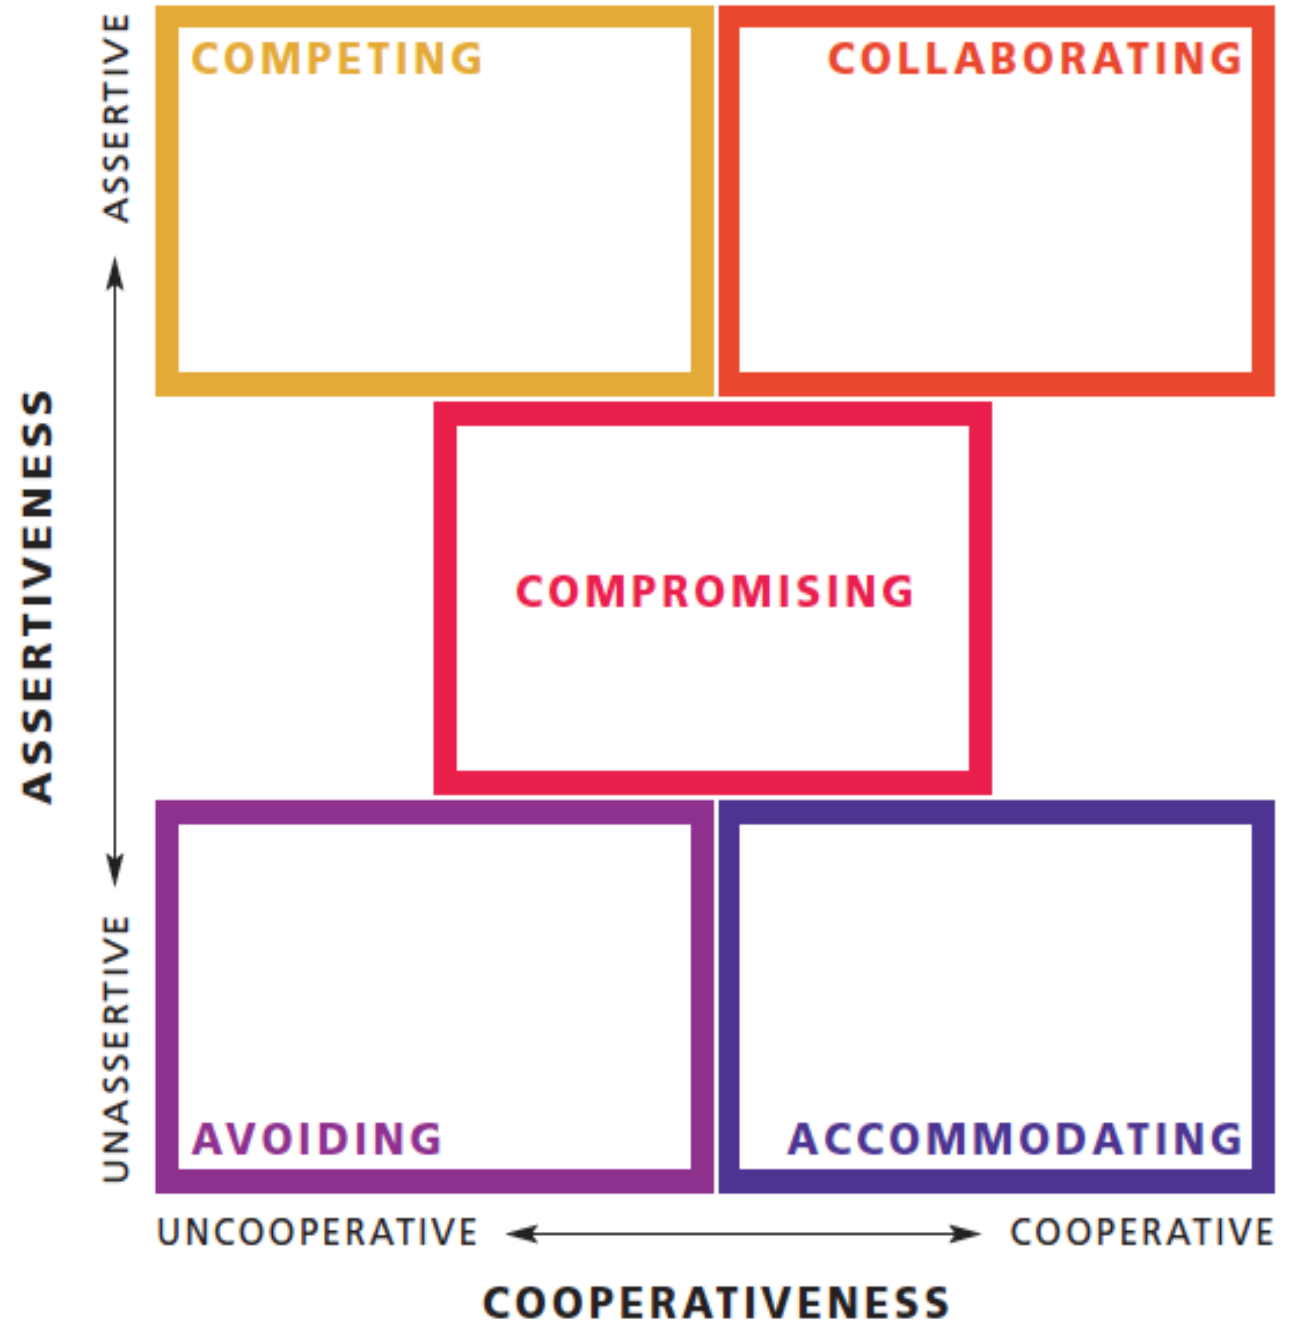 ASSERTIVE
COMPETING
COLLABORATING
ASSERTIVENESS
COMPROMISING
UNASSERTIVE
AVOIDING
ACCOMMODATING
UNCOOPERATIVE
COOPERATIVE
COOPERATIVENESS